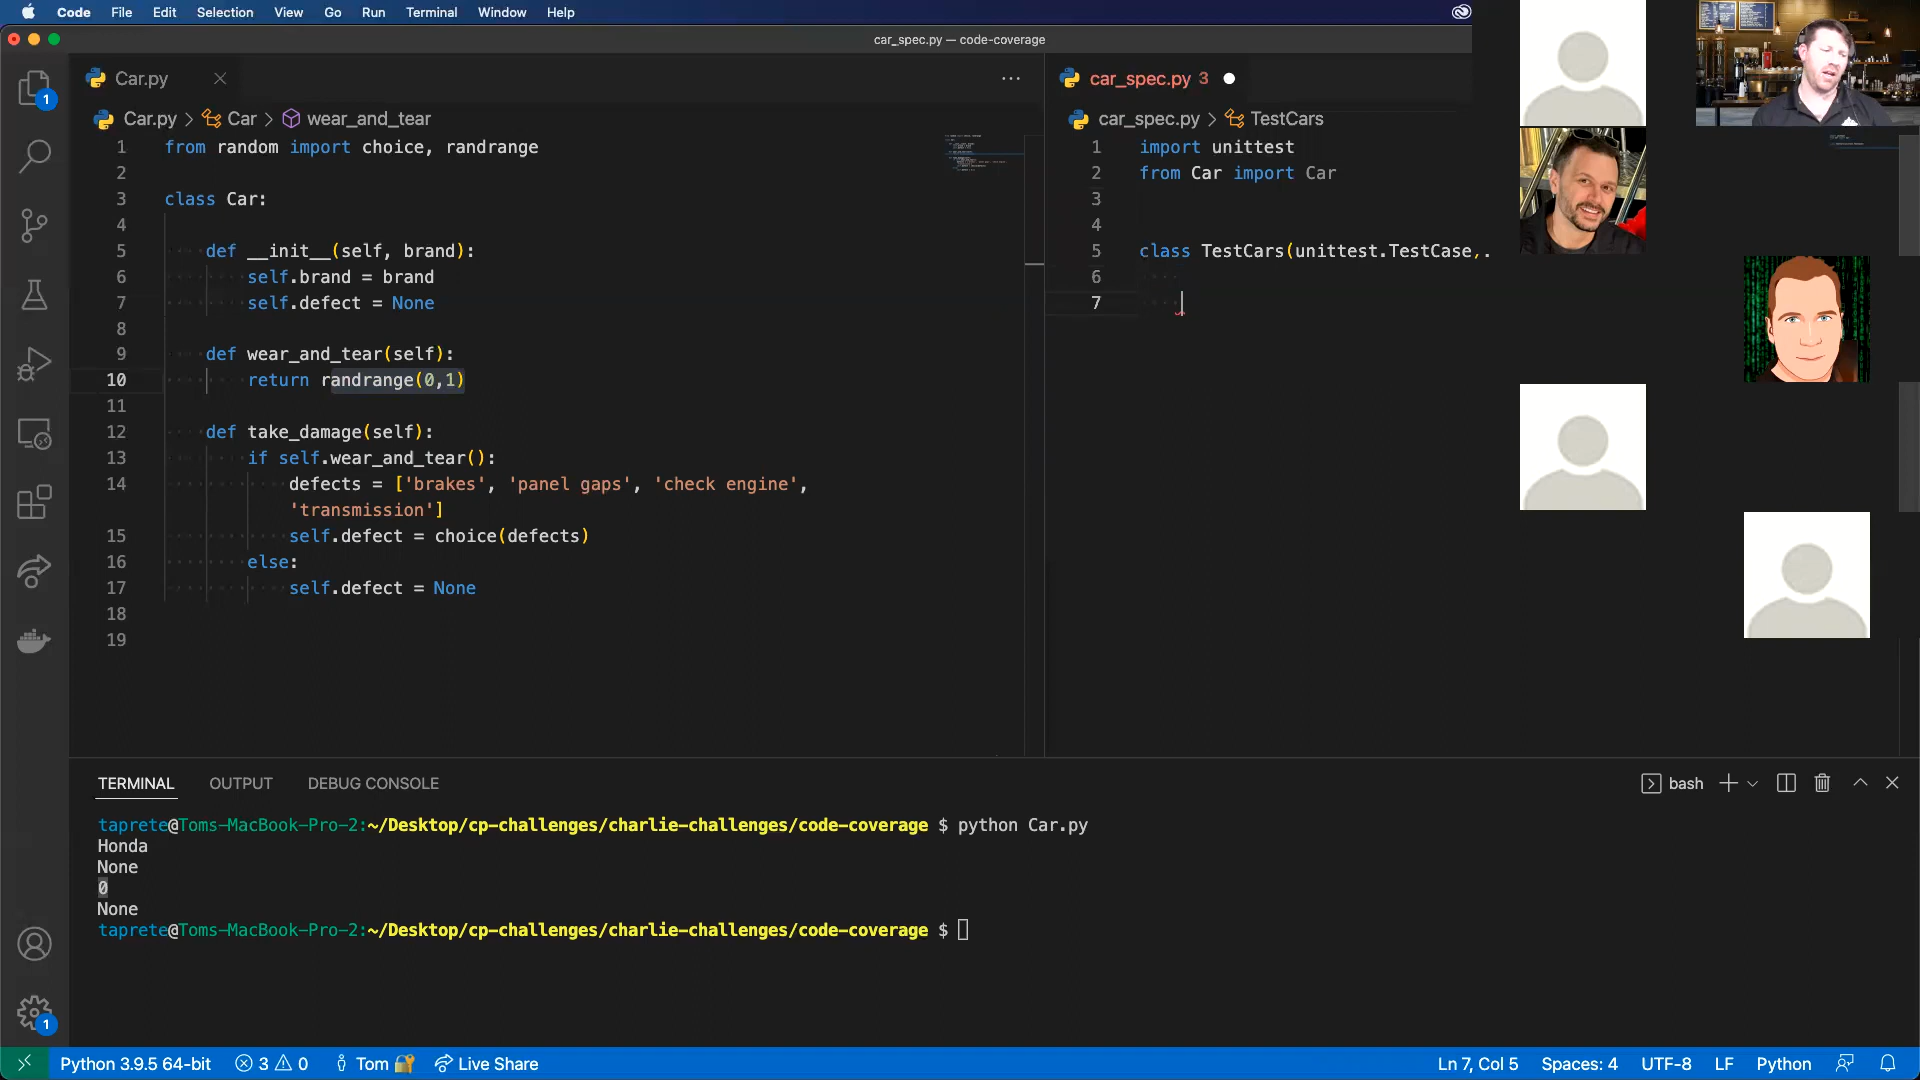 Code File Edit Selection View Go Run Terminal Window Help
car_spec.py — code-coverage
Car.py
car_spec.py 3
Car.py > Car > wear_and_tear
car_spec.py > TestCars
1 from random import choice, randrange
2
3 class Car:
4
5 def __init__(self, brand):
6 self.brand = brand
7 self.defect = None
8
9 def wear_and_tear(self):
10 return randrange(0,1)
11
12 def take_damage(self):
13 if self.wear_and_tear():
14 defects = ['brakes', 'panel gaps', 'check engine',
'transmission']
15 self.defect = choice(defects)
16 else:
17 self.defect = None
18
19
1 import unittest
2 from Car import Car
3
4
5 class TestCars(unittest.TestCase,.
6
7
TERMINAL OUTPUT DEBUG CONSOLE
bash
taprete@Toms-MacBook-Pro-2:~/Desktop/cp-challenges/charlie-challenges/code-coverage $ python Car.py
Honda
None
0
None
taprete@Toms-MacBook-Pro-2:~/Desktop/cp-challenges/charlie-challenges/code-coverage $
1
1
Python 3.9.5 64-bit 3 0 Tom Live Share
Ln 7, Col 5 Spaces: 4 UTF-8 LF Python